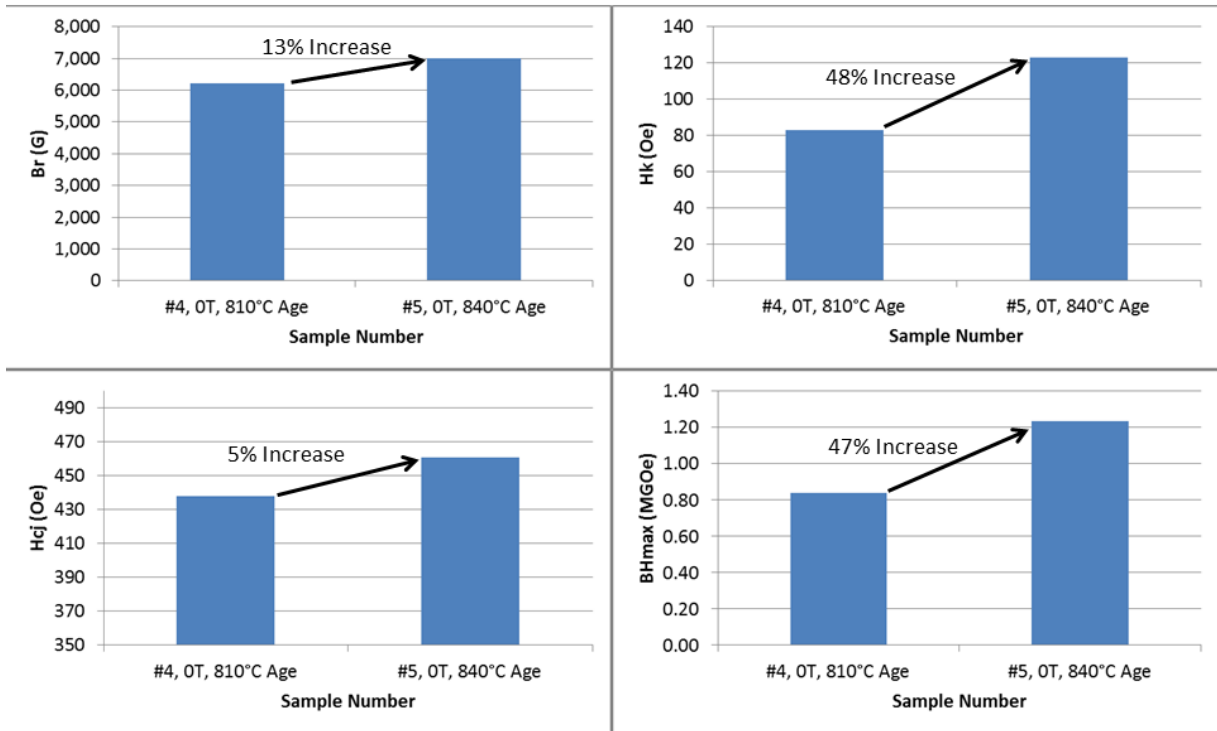 8,000
7,000
6,000
5,000
4,000
3,000
2,000
1,000
0
Br (G)
13% Increase
#4, 0T, 810°C Age
#5, 0T, 840°C Age
Sample Number
140
120
100
80
60
40
20
0
Hk (Oe)
48% Increase
#4, 0T, 810°C Age
#5, 0T, 840°C Age
Sample Number
490
470
450
430
410
390
370
350
Hcj (Oe)
5% Increase
#4, 0T, 810°C Age
#5, 0T, 840°C Age
Sample Number
1.40
1.20
1.00
0.80
0.60
0.40
0.20
0.00
BHmax (MGOe)
47% Increase
#4, 0T, 810°C Age
#5, 0T, 840°C Age
Sample Number